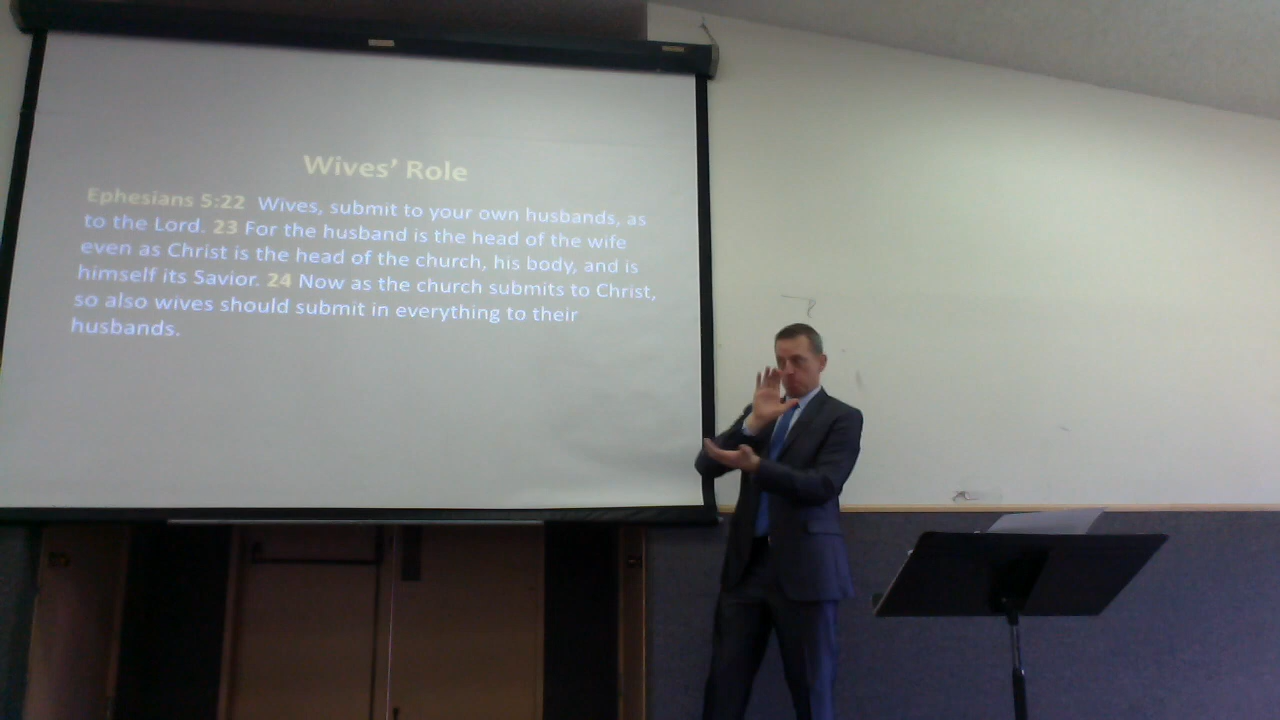 Wives’ Role
Ephesians 5:22 Wives, submit to your own husbands, as
to the Lord. 23 For the husband is the head of the wife
even as Christ is the head of the church, his body, and is
himself its Savior. 24 Now as the church submits to Christ,
so also wives should submit in everything to their
husbands.